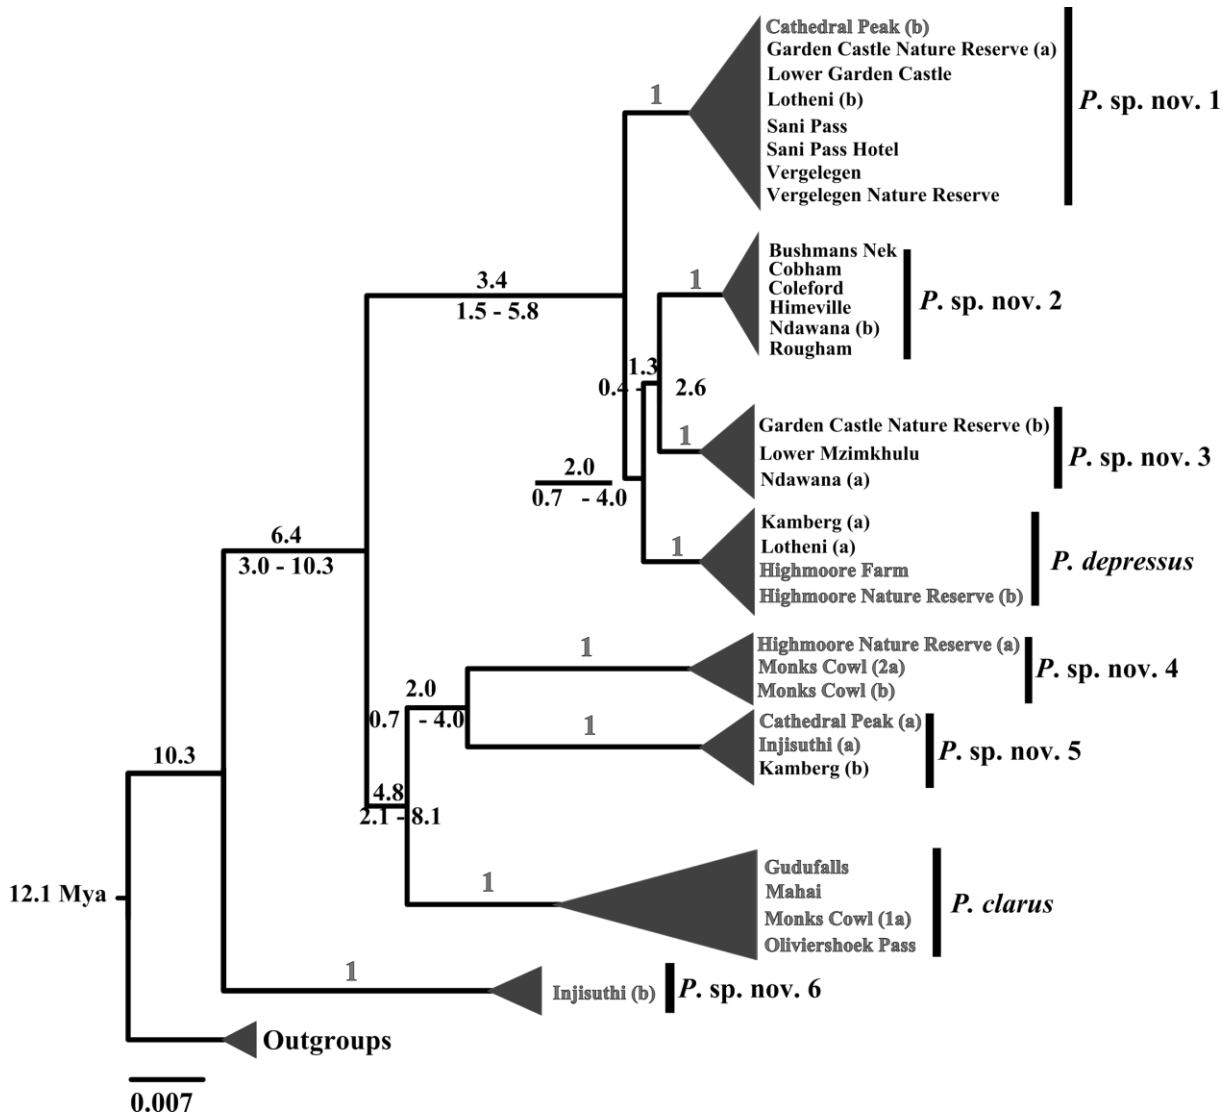 1
Cathedral Peak (b)
Garden Castle Nature Reserve (a)
Lower Garden Castle
Lotheni (b)
Sani Pass
Sani Pass Hotel
Vergelegen
Vergelegen Nature Reserve
P. sp. nov. 1
3.4
1.5 - 5.8
1
Bushmans Nek
Cobham
Coleford
Himeville
Ndawana (b)
Rougham
P. sp. nov. 2
1.3
0.4 - 2.6
1
Garden Castle Nature Reserve (b)
Lower Mzimkhulu
Ndawana (a)
P. sp. nov. 3
2.0
0.7 - 4.0
1
Kamberg (a)
Lotheni (a)
Highmoore Farm
Highmoore Nature Reserve (b)
P. depressus
6.4
3.0 - 10.3
1
Highmoore Nature Reserve (a)
Monks Cowl (2a)
Monks Cowl (b)
P. sp. nov. 4
2.0
0.7 - 4.0
1
Cathedral Peak (a)
Injisuthi (a)
Kamberg (b)
P. sp. nov. 5
10.3
4.8
2.1 - 8.1
12.1 Mya
1
Gudufalls
Mahai
Monks Cowl (1a)
Oliviershoek Pass
P. clarus
1
Injisuthi (b)
P. sp. nov. 6
Outgroups
0.007